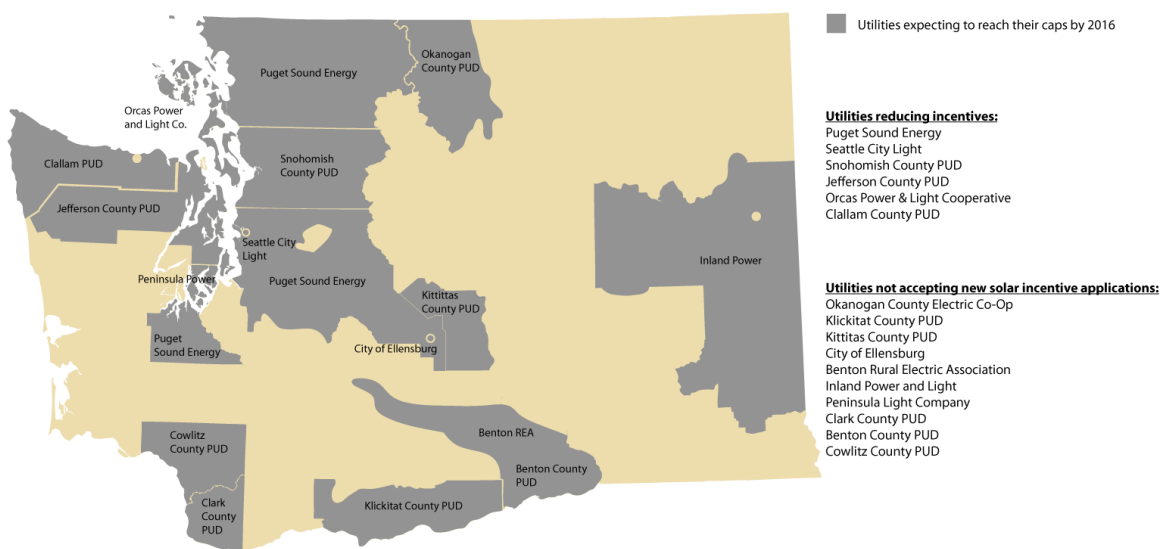 Utilities expecting to reach their caps by 2016
Okanogan
County PUD
Puget Sound Energy
Orcas Power
and Light Co.
Clallam PUD
Snohomish
County PUD
Jefferson County PUD
Seattle City
Light
Peninsula Power
Puget Sound Energy
Kittitas
County PUD
Inland Power
Puget
Sound Energy
City of Ellensburg
Cowlitz
County PUD
Benton REA
Benton County
PUD
Clark
County
PUD
Klickitat County PUD
Utilities reducing incentives:
Puget Sound Energy
Seattle City Light
Snohomish County PUD
Jefferson County PUD
Orcas Power & Light Cooperative
Clallam County PUD
Utilities not accepting new solar incentive applications:
Okanogan County Electric Co-Op
Klickitat County PUD
Kittitas County PUD
City of Ellensburg
Benton Rural Electric Association
Inland Power and Light
Peninsula Light Company
Clark County PUD
Benton County PUD
Cowlitz County PUD